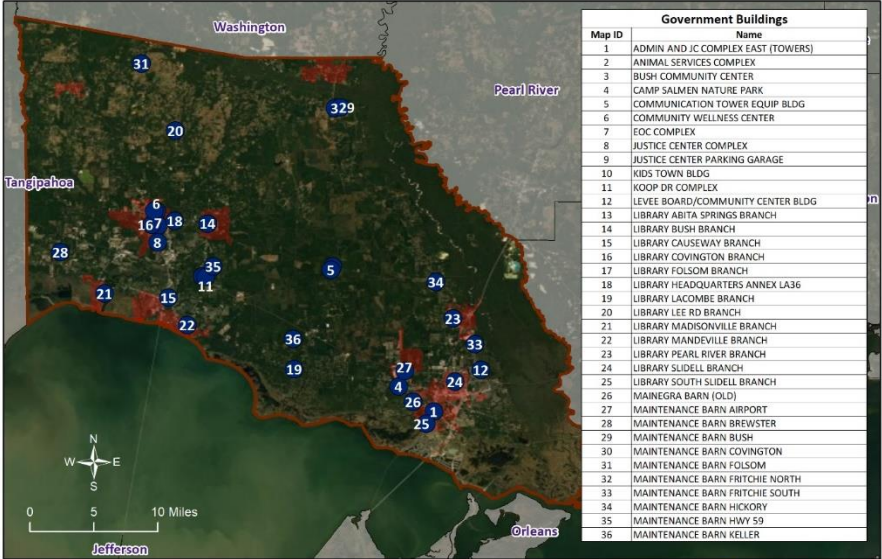 Washington
Pearl River
Tangipahoa
Jefferson
Orleans
on
31
329
20
6
16
7
18
14
8
28
35
11
5
34
21
15
22
23
36
33
19
27
12
4
24
26
1
25
N
W
E
S
0
5
10 Miles
Government Buildings
Map ID Name
1 ADMIN AND JC COMPLEX EAST (TOWERS)
2 ANIMAL SERVICES COMPLEX
3 BUSH COMMUNITY CENTER
4 CAMP SALMEN NATURE PARK
5 COMMUNICATION TOWER EQUIP BLDG
6 COMMUNITY WELLNESS CENTER
7 EOC COMPLEX
8 JUSTICE CENTER COMPLEX
9 JUSTICE CENTER PARKING GARAGE
10 KIDS TOWN BLDG
11 KOOP DR COMPLEX
12 LEVEE BOARD/COMMUNITY CENTER BLDG
13 LIBRARY ABITA SPRINGS BRANCH
14 LIBRARY BUSH BRANCH
15 LIBRARY CAUSEWAY BRANCH
16 LIBRARY COVINGTON BRANCH
17 LIBRARY FOLSOM BRANCH
18 LIBRARY HEADQUARTERS ANNEX LA36
19 LIBRARY LACOMBE BRANCH
20 LIBRARY LEE RD BRANCH
21 LIBRARY MADISONVILLE BRANCH
22 LIBRARY MANDEVILLE BRANCH
23 LIBRARY PEARL RIVER BRANCH
24 LIBRARY SLIDELL BRANCH
25 LIBRARY SOUTH SLIDELL BRANCH
26 MAINEGRA BARN (OLD)
27 MAINTENANCE BARN AIRPORT
28 MAINTENANCE BARN BREWSTER
29 MAINTENANCE BARN BUSH
30 MAINTENANCE BARN COVINGTON
31 MAINTENANCE BARN FOLSOM
32 MAINTENANCE BARN FRITCHIE NORTH
33 MAINTENANCE BARN FRITCHIE SOUTH
34 MAINTENANCE BARN HICKORY
35 MAINTENANCE BARN HWY 59
36 MAINTENANCE BARN KELLER